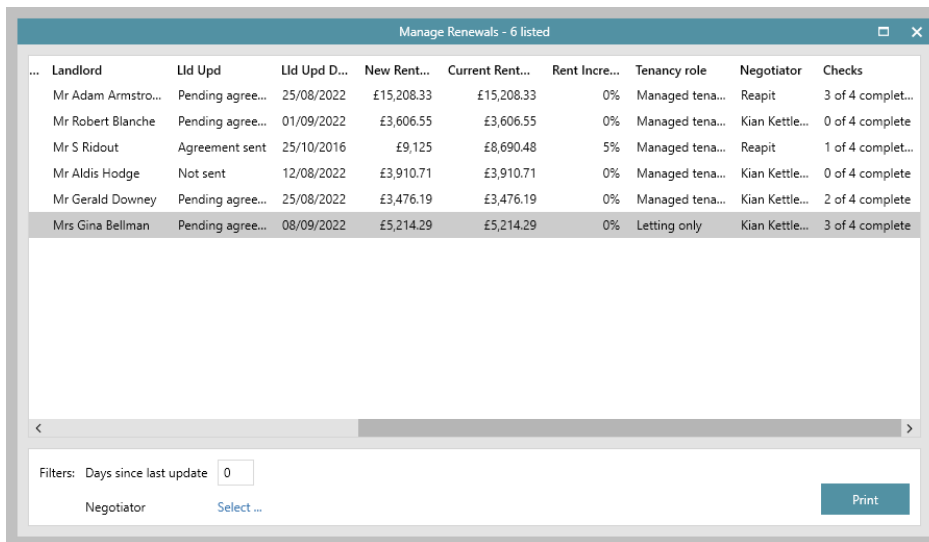 Manage Renewals - 6 listed
... Landlord Lld Upd Lld Upd D... New Rent... Current Rent... Rent Incre... Tenancy role Negotiator Checks
Mr Adam Armstro... Pending agree... 25/08/2022 £15,208.33 £15,208.33 0% Managed tena... Reapit 3 of 4 complet...
Mr Robert Blanche Pending agree... 01/09/2022 £3,606.55 £3,606.55 0% Managed tena... Kian Kettle... 0 of 4 complete
Mr S Ridout Agreement sent 25/10/2016 £9,125 £8,690.48 5% Managed tena... Reapit 1 of 4 complet...
Mr Aldis Hodge Not sent 12/08/2022 £3,910.71 £3,910.71 0% Managed tena... Kian Kettle... 0 of 4 complete
Mr Gerald Downey Pending agree... 25/08/2022 £3,476.19 £3,476.19 0% Managed tena... Kian Kettle... 2 of 4 complete
Mrs Gina Bellman Pending agree... 08/09/2022 £5,214.29 £5,214.29 0% Letting only Kian Kettle... 3 of 4 complete
Filters: Days since last update 0
Negotiator Select ...
Print